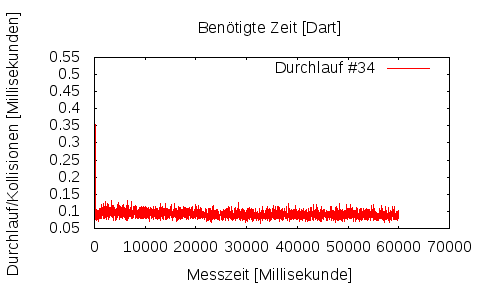 Benötigte Zeit [Dart]
Durchlauf #34
Durchlauf/Kollisionen [Millisekunden]
0.55
0.5
0.45
0.4
0.35
0.3
0.25
0.2
0.15
0.1
0.05
0 10000 20000 30000 40000 50000 60000 70000
Messzeit [Millisekunde]